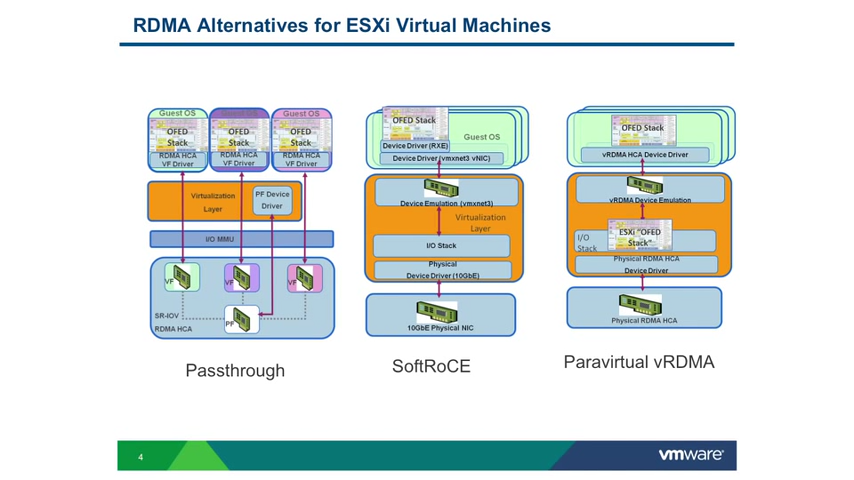 RDMA Alternatives for ESXi Virtual Machines
Guest OS
Guest OS
Guest OS
OFED
Stack
OFED
Stack
OFED
Stack
RDMA HCA
VF Driver
RDMA HCA
VF Driver
RDMA HCA
VF Driver
Virtualization
Layer
PF Device
Driver
I/O MMU
VF
VF
VF
SR-IOV
RDMA HCA
PF
Passthrough
OFED Stack
Guest OS
Device Driver (RXE)
Device Driver (vmxnet3 vNIC)
Device Emulation (vmxnet3)
Virtualization
Layer
I/O Stack
Physical
Device Driver (10GbE)
10GbE Physical NIC
SoftRoCE
OFED Stack
vRDMA HCA Device Driver
vRDMA Device Emulation
I/O
Stack
ESXi "OFED
Stack"
Physical RDMA HCA
Device Driver
Physical RDMA HCA
Paravirtual vRDMA
4
vmware